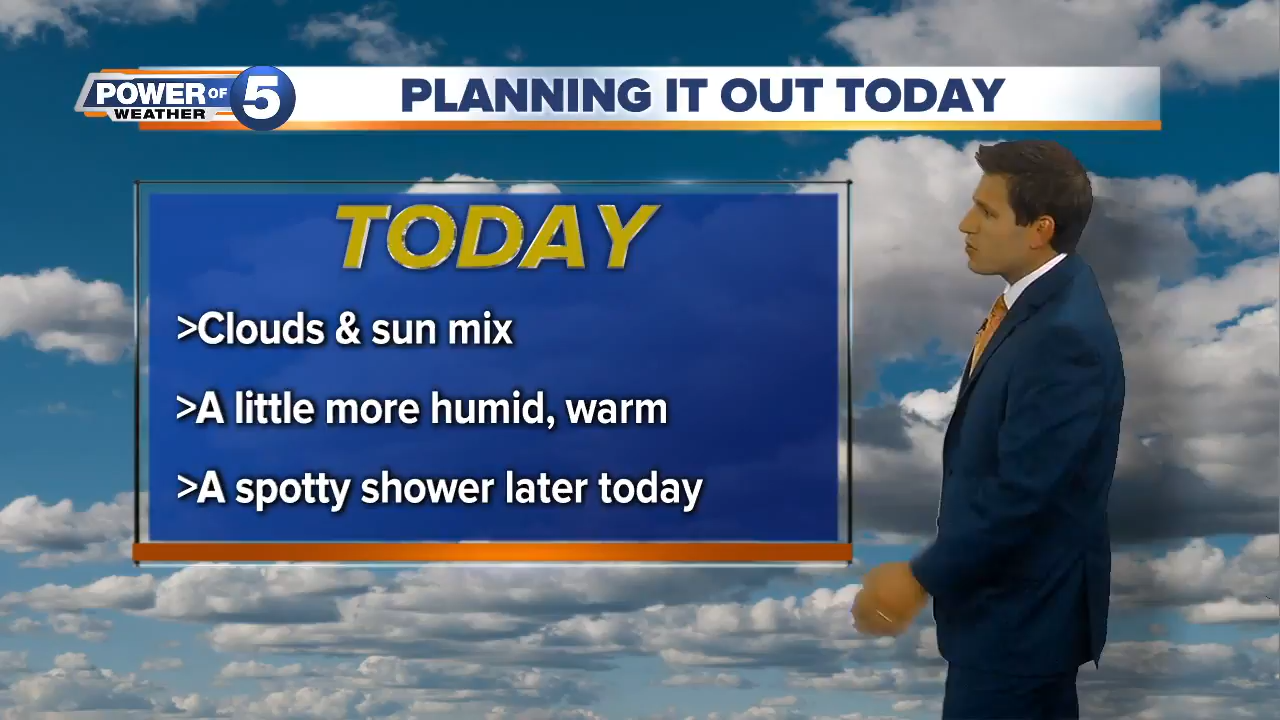 POWER OF 5
WEATHER
PLANNING IT OUT TODAY
TODAY
>Clouds & sun mix
>A little more humid, warm
>A spotty shower later today